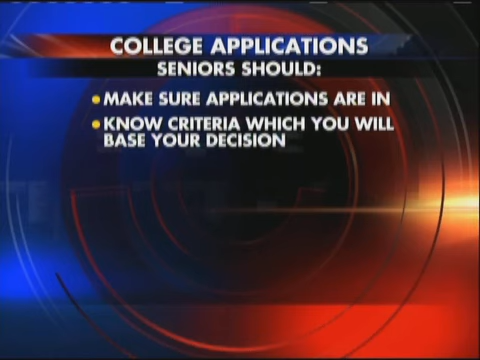 COLLEGE APPLICATIONS
SENIORS SHOULD:
• MAKE SURE APPLICATIONS ARE IN
• KNOW CRITERIA WHICH YOU WILL
BASE YOUR DECISION